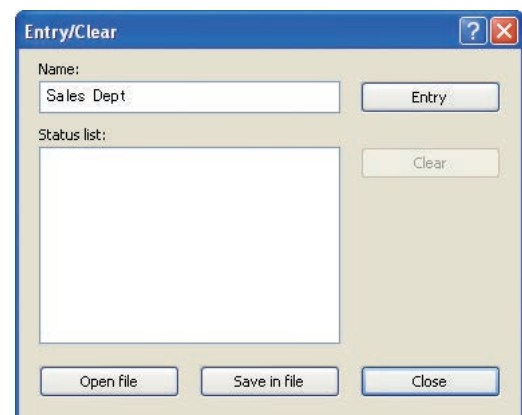 Entry/Clear
Name:
Sales Dept
Entry
Status list:
Clear
Open file
Save in file
Close